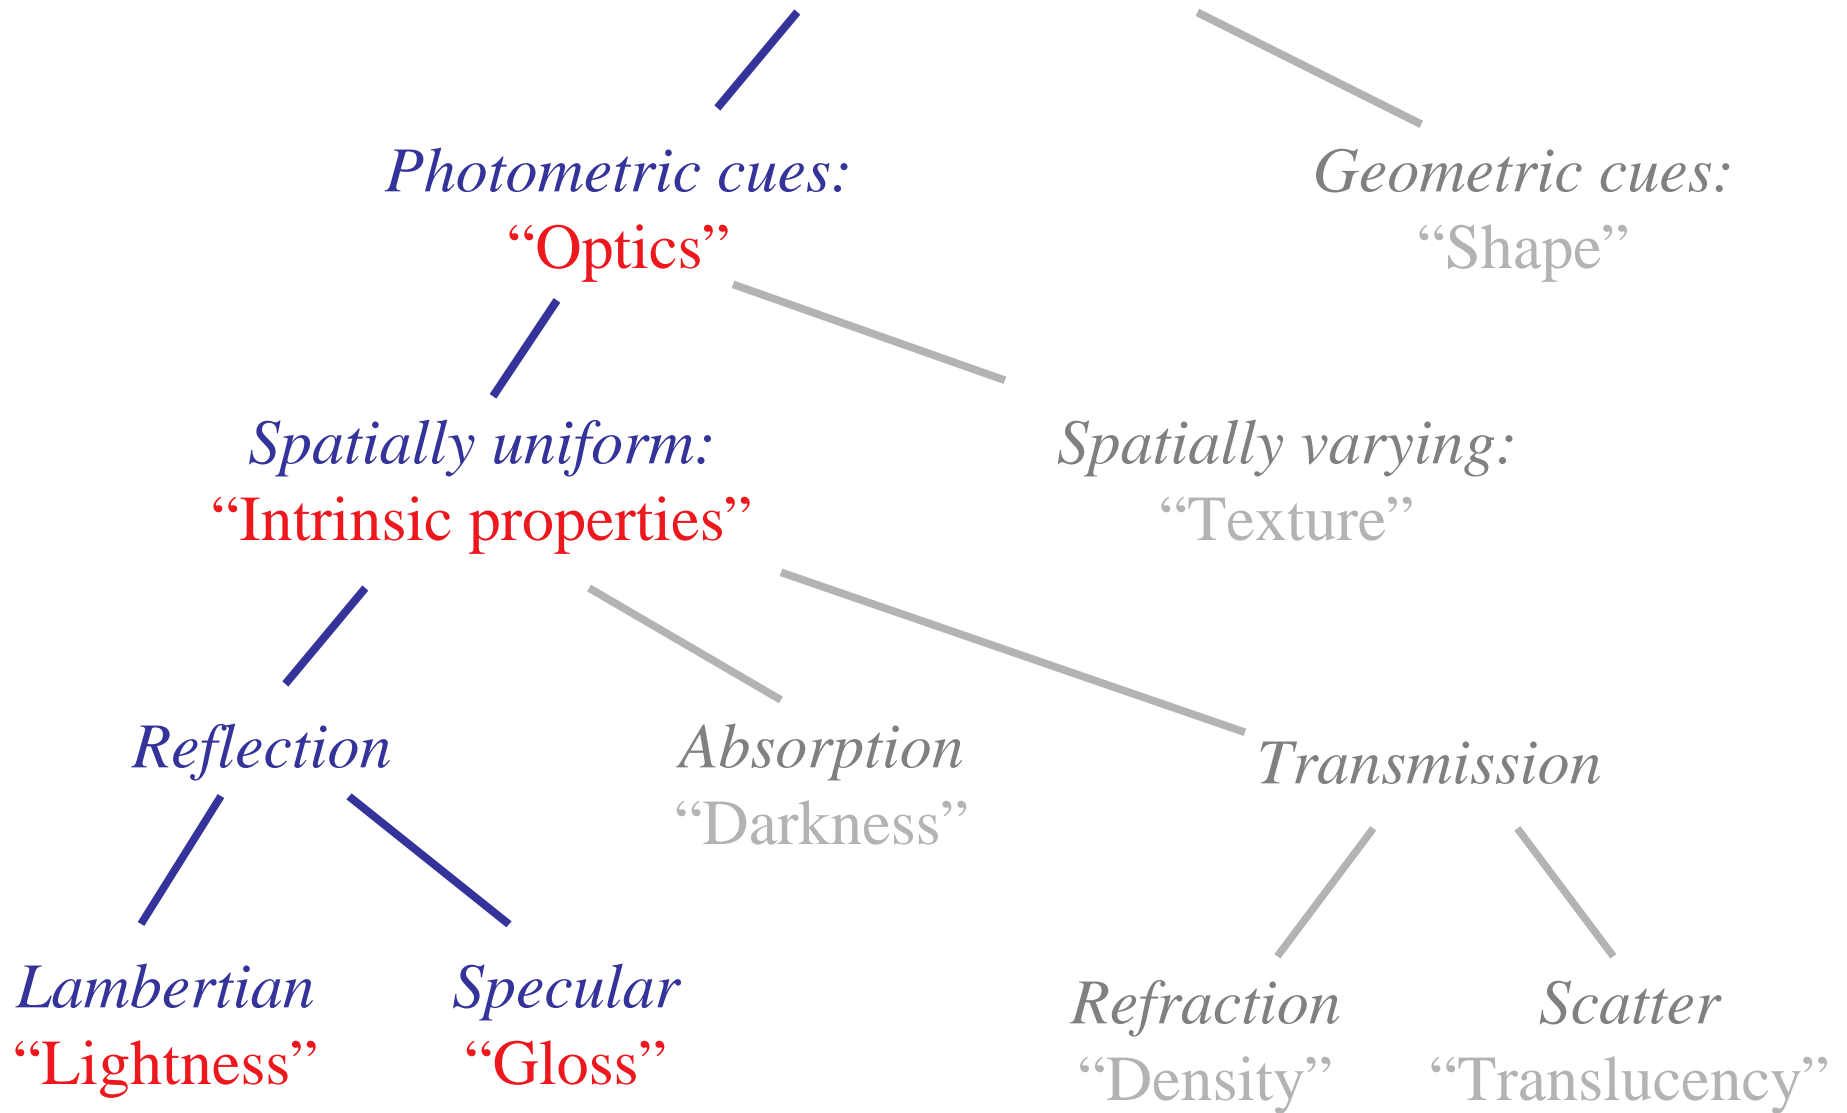 Photometric cues:
“Optics”
Geometric cues:
“Shape”
Spatially uniform:
“Intrinsic properties”
Spatially varying:
“Texture”
Reflection
Absorption
“Darkness”
Transmission
Lambertian
“Lightness”
Specular
“Gloss”
Refraction
“Density”
Scatter
“Translucency”